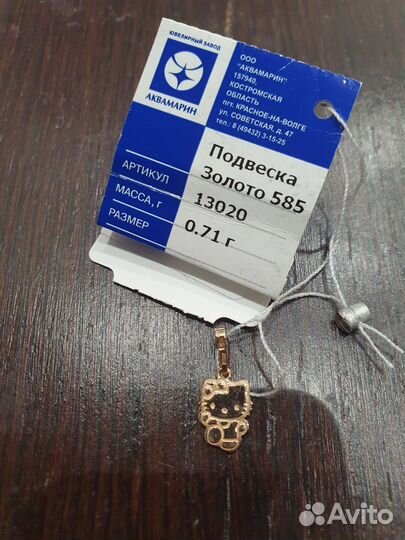 ЮВЕЛИРНЫЙ ЗАВОД
АКВАМАРИН
ООО
"АКВАМАРИН"
157940,
КОСТРОМСКАЯ
ОБЛАСТЬ
пгт. КРАСНОЕ-НА-ВОЛГЕ
ул. СОВЕТСКАЯ, д. 47
тел.: 8 (49432) 3-15-25
Подвеска
Золото 585
АРТИКУЛ 13020
МАССА, г 0.71 г
РАЗМЕР
Avito